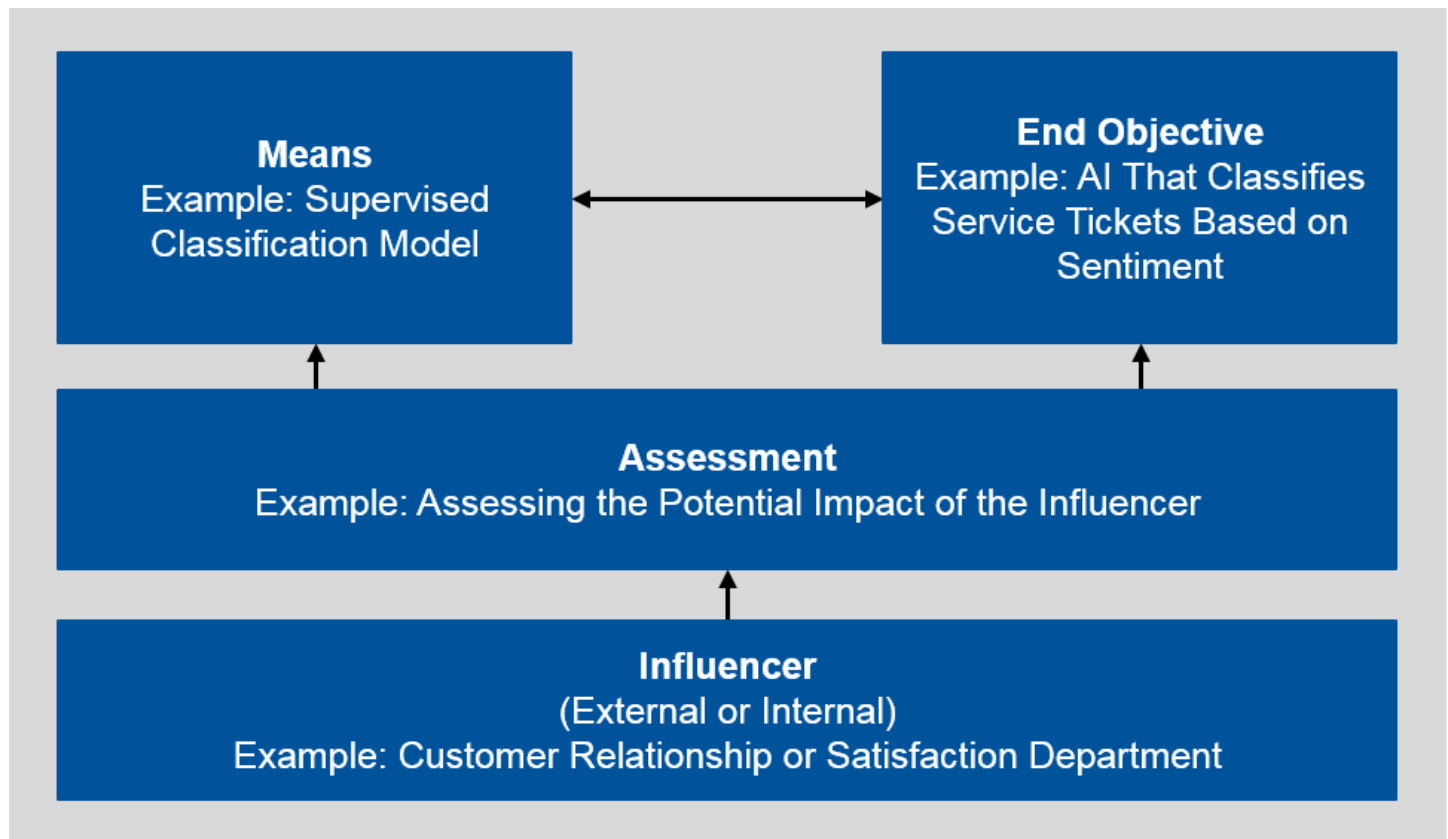 Means
Example: Supervised
Classification Model
End Objective
Example: AI That Classifies
Service Tickets Based on
Sentiment
Assessment
Example: Assessing the Potential Impact of the Influencer
Influencer
(External or Internal)
Example: Customer Relationship or Satisfaction Department